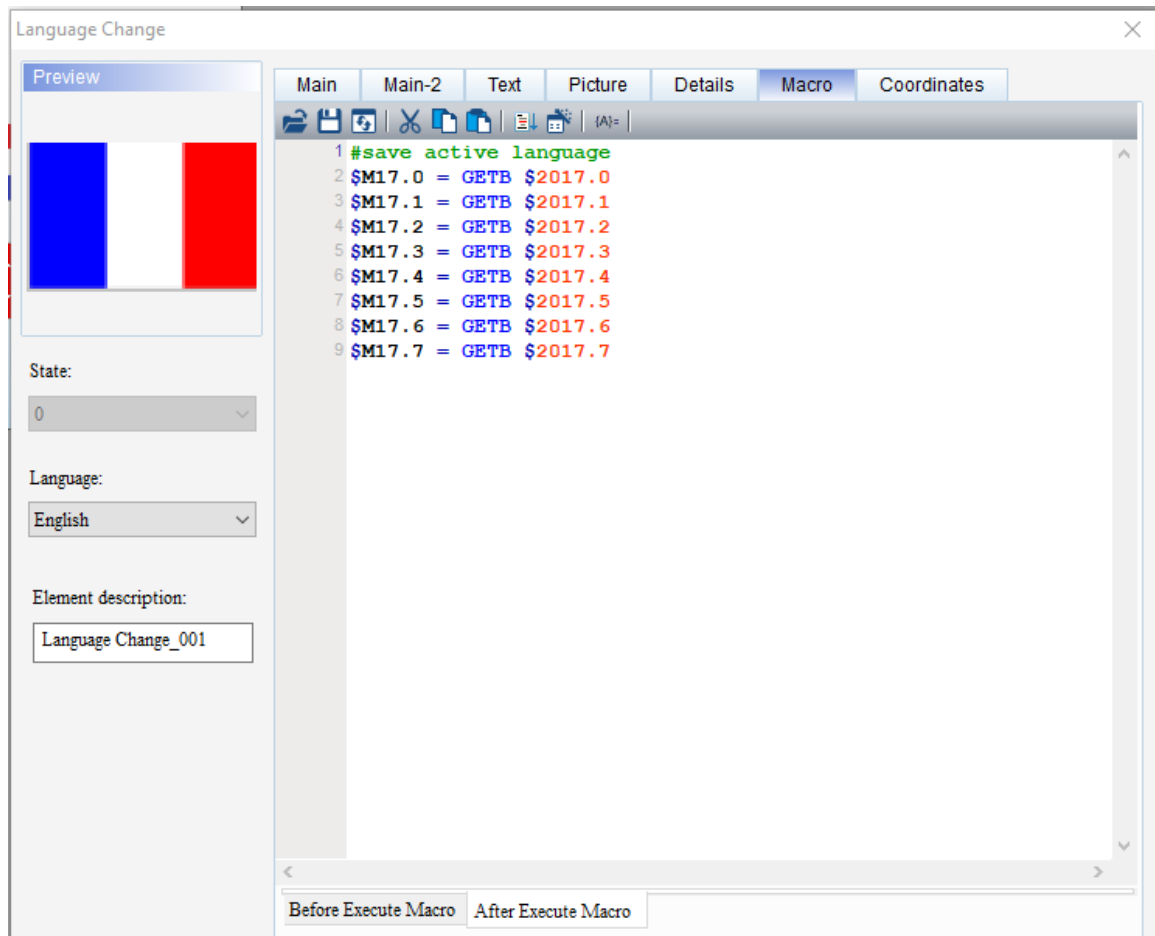 Language Change
Preview
Main Main-2 Text Picture Details Macro Coordinates
{A}=
1 #save active language
2 $M17.0 = GETB $2017.0
3 $M17.1 = GETB $2017.1
4 $M17.2 = GETB $2017.2
5 $M17.3 = GETB $2017.3
6 $M17.4 = GETB $2017.4
7 $M17.5 = GETB $2017.5
8 $M17.6 = GETB $2017.6
9 $M17.7 = GETB $2017.7
State:
0
Language:
English
Element description:
Language Change_001
Before Execute Macro After Execute Macro